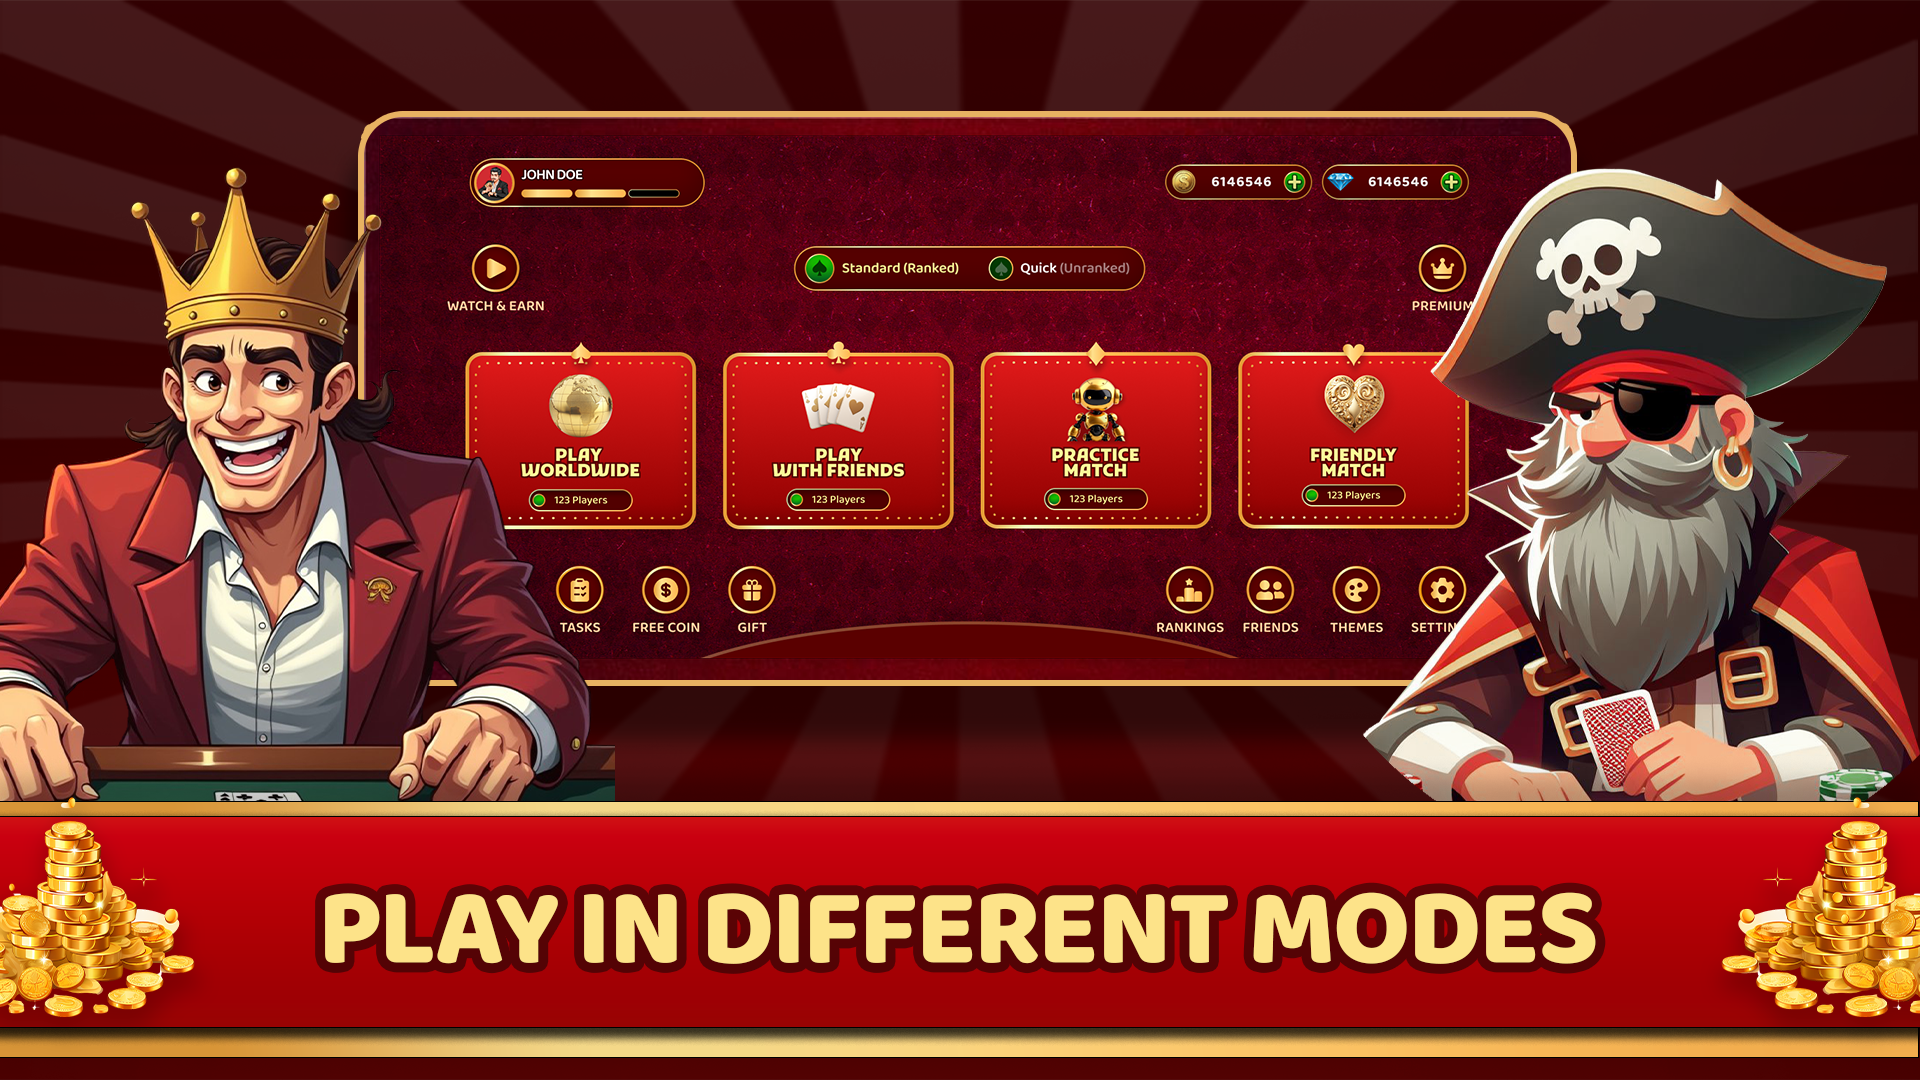 JOHN DOE
6146546
6146546
WATCH & EARN
Standard (Ranked)
Quick (Unranked)
PREMIUM
PLAY
WORLDWIDE
123 Players
PLAY
WITH FRIENDS
123 Players
PRACTICE
MATCH
123 Players
FRIENDLY
MATCH
123 Players
TASKS
FREE COIN
GIFT
RANKINGS
FRIENDS
THEMES
SETTIN
PLAY IN DIFFERENT MODES